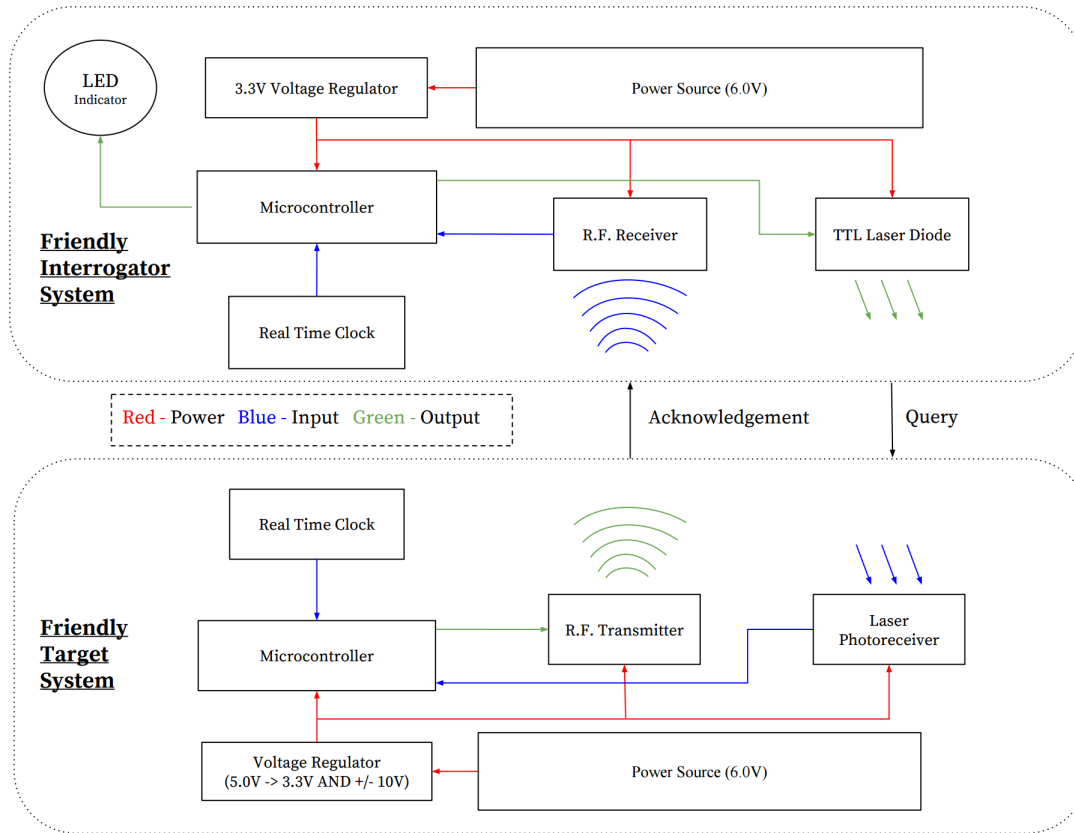 LED
Indicator
3.3V Voltage Regulator
Power Source (6.0V)
Microcontroller
R.F. Receiver
TTL Laser Diode
Friendly
Interrogator
System
Real Time Clock
Red - Power Blue - Input Green - Output
Acknowledgement
Query
Real Time Clock
Friendly
Target
System
Microcontroller
R.F. Transmitter
Laser
Photoreceiver
Voltage Regulator
(5.0V -> 3.3V AND +/- 10V)
Power Source (6.0V)